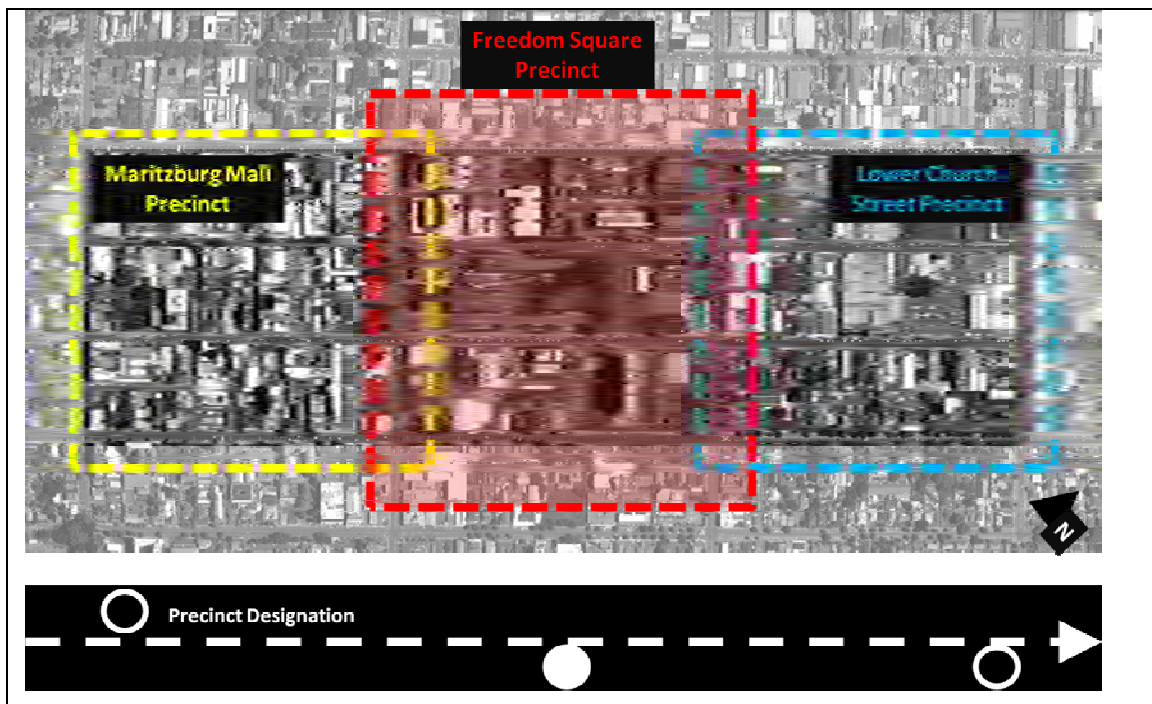 Freedom Square
Precinct
Maritzburg Mall
Precinct
Lower Church
Street Precinct
N
Precinct Designation